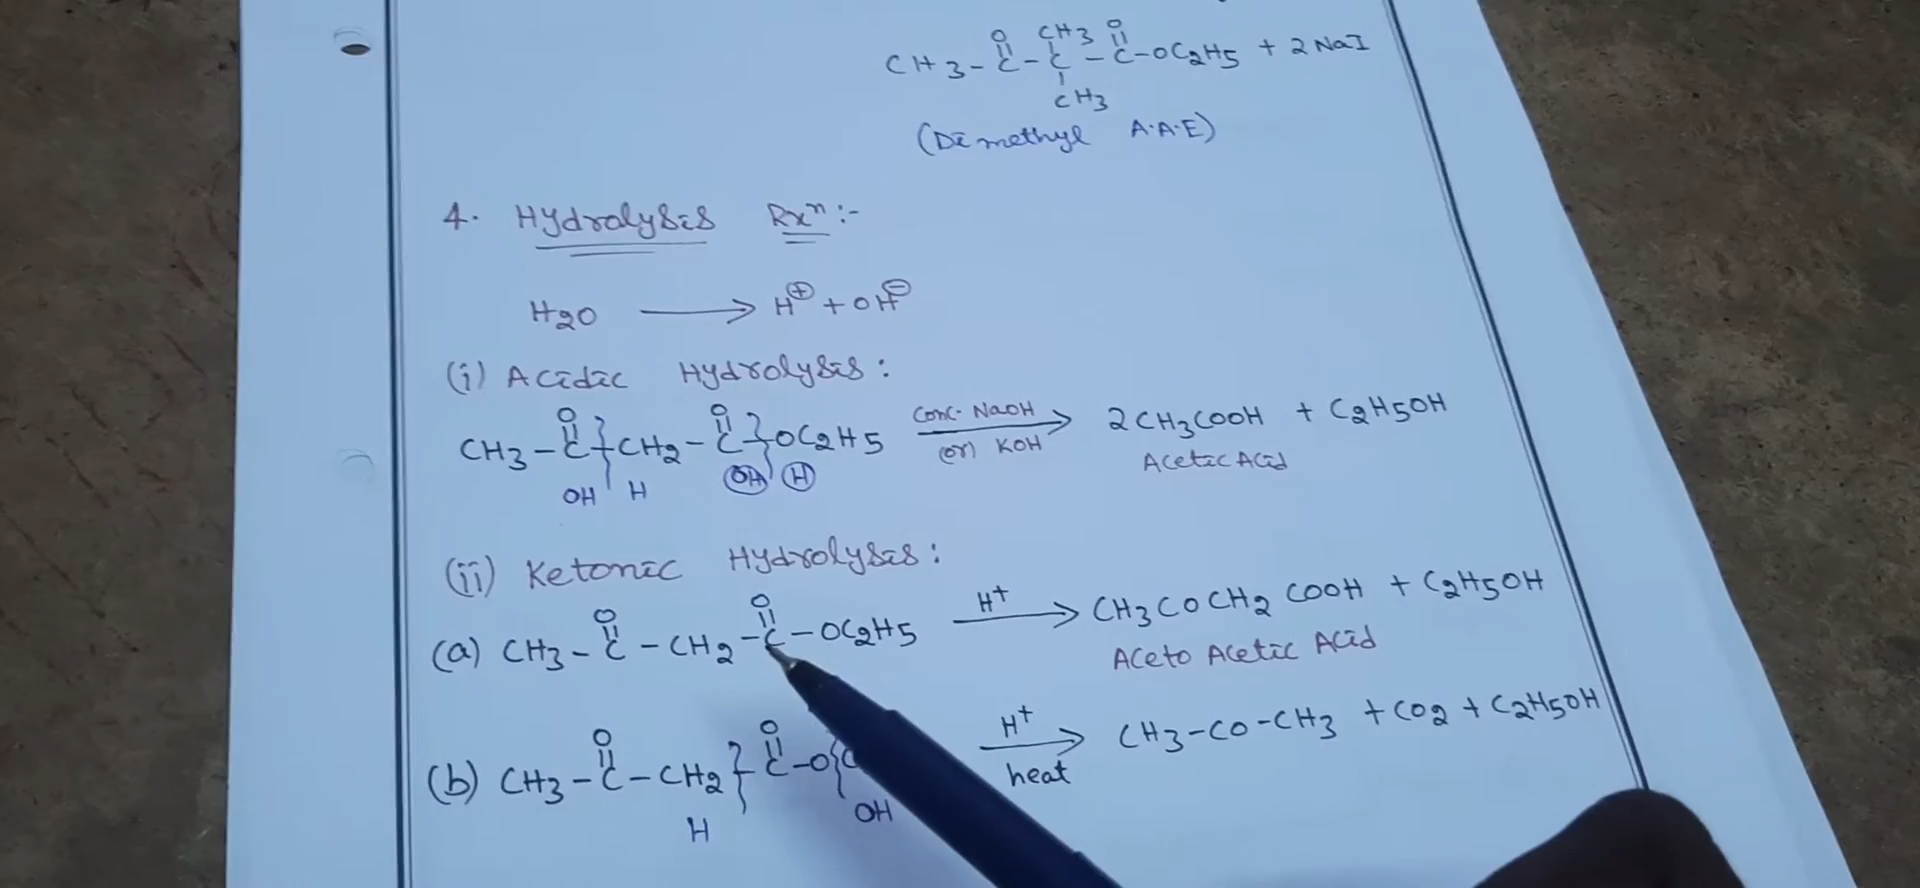 O CH3 O
CH3-C-C-C-OC2H5 + 2NaI
CH3
(Dimethyl A.A.E)
4. Hydrolysis Rxⁿ:-
H2O ⟶ H⊕ + OH⊖
(i) Acidic Hydrolysis:
O O
CH3-C-CH2-C-OC2H5 Conc. NaOH (or) KOH ⟶ 2CH3COOH + C2H5OH
OH H OH H Acetic Acid
(ii) Ketonic Hydrolysis:
O O
(a) CH3-C-CH2-C-OC2H5 H+ ⟶ CH3COCH2COOH + C2H5OH
Aceto Acetic Acid
O O
(b) CH3-C-CH2-C-O H+ heat ⟶ CH3-CO-CH3 + CO2 + C2H5OH
H OH